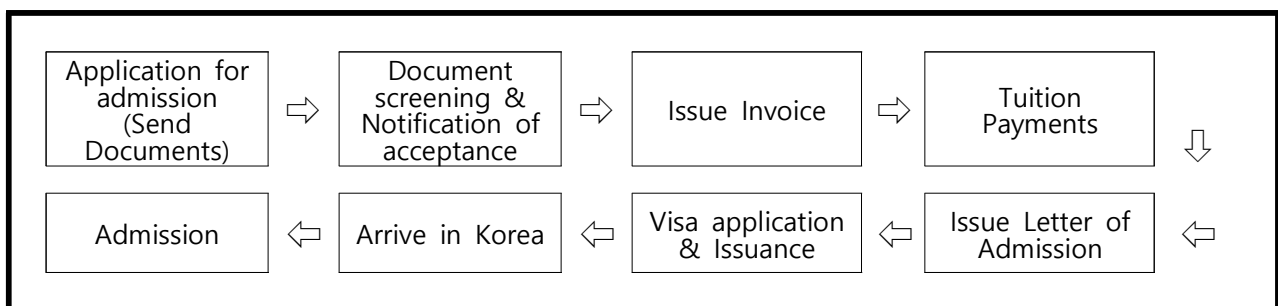 Application for
admission
(Send
Documents)
Document
screening &
Notification of
acceptance
Issue Invoice
Tuition
Payments
Admission
Arrive in Korea
Visa application
& Issuance
Issue Letter of
Admission